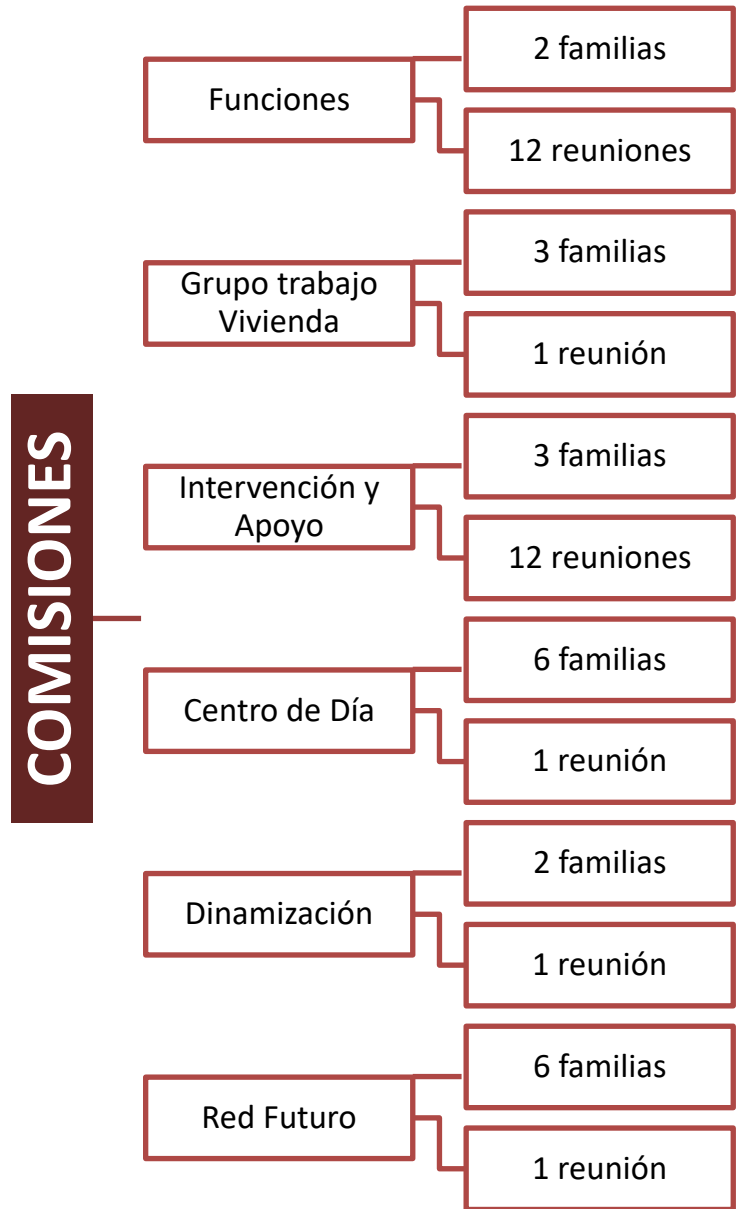 COMISIONES
Funciones
2 familias
12 reuniones
Grupo trabajo
Vivienda
3 familias
1 reunión
Intervención y
Apoyo
3 familias
12 reuniones
Centro de Día
6 familias
1 reunión
Dinamización
2 familias
1 reunión
Red Futuro
6 familias
1 reunión